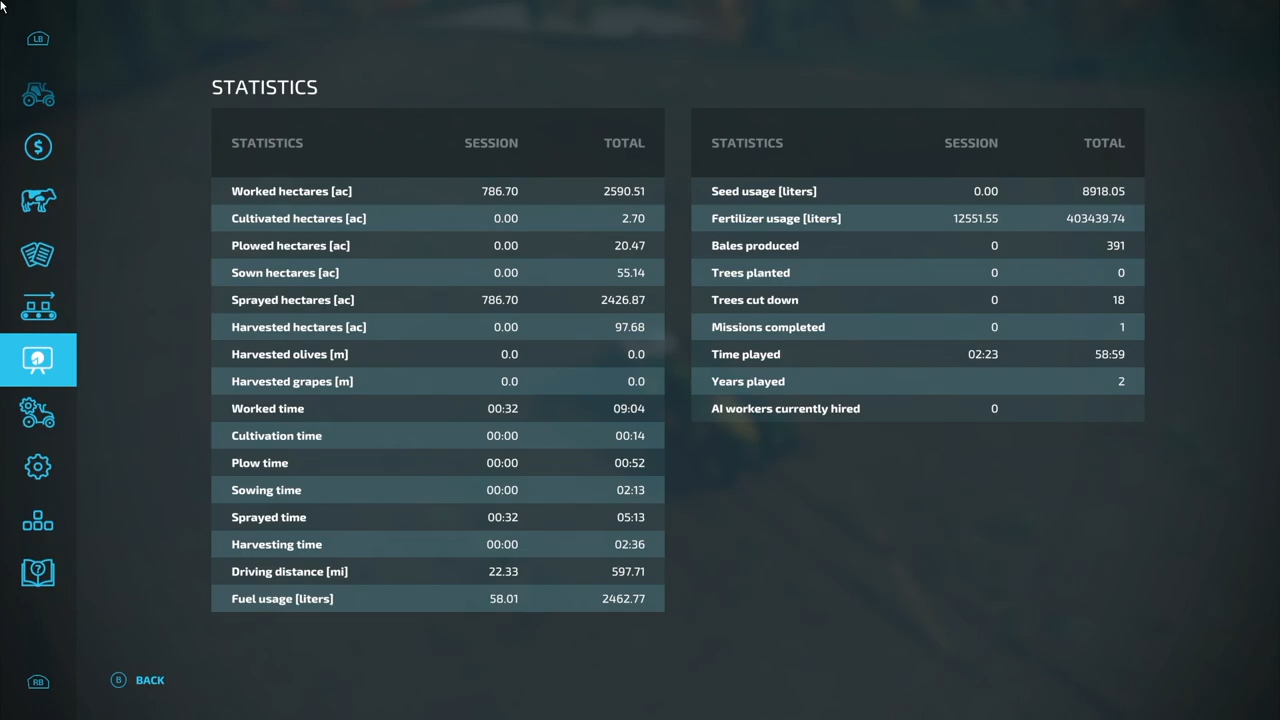 LB
STATISTICS
STATISTICS SESSION TOTAL
Worked hectares [ac] 786.70 2590.51
Cultivated hectares [ac] 0.00 2.70
Plowed hectares [ac] 0.00 20.47
Sown hectares [ac] 0.00 55.14
Sprayed hectares [ac] 786.70 2426.87
Harvested hectares [ac] 0.00 97.68
Harvested olives [m] 0.0 0.0
Harvested grapes [m] 0.0 0.0
Worked time 00:32 09:04
Cultivation time 00:00 00:14
Plow time 00:00 00:52
Sowing time 00:00 02:13
Sprayed time 00:32 05:13
Harvesting time 00:00 02:36
Driving distance [mi] 22.33 597.71
Fuel usage [liters] 58.01 2462.77
STATISTICS SESSION TOTAL
Seed usage [liters] 0.00 8918.05
Fertilizer usage [liters] 12551.55 403439.74
Bales produced 0 391
Trees planted 0 0
Trees cut down 0 18
Missions completed 0 1
Time played 02:23 58:59
Years played 2
AI workers currently hired 0
RB
B BACK